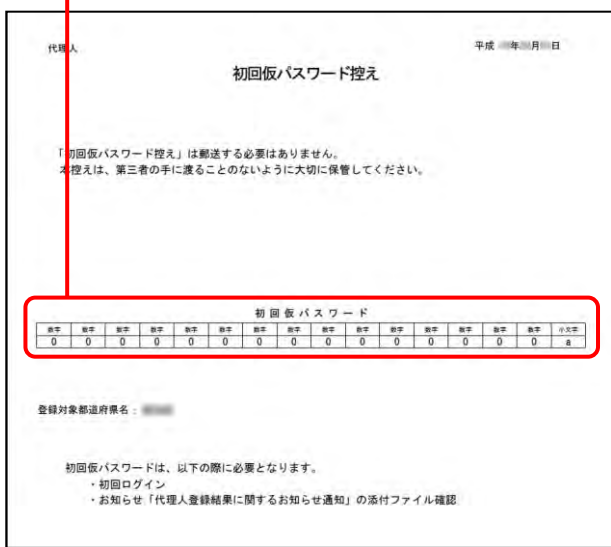 代理人
平成 年 月 日
初回仮パスワード控え
「初回仮パスワード控え」は郵送する必要はありません。
本控えは、第三者の手に渡ることのないように大切に保管してください。
初回仮パスワード
数字 数字 数字 数字 数字 数字 数字 数字 数字 数字 数字 数字 数字 数字 数字 小文字
0 0 0 0 0 0 0 0 0 0 0 0 0 0 0 a
登録対象都道府県名：
初回仮パスワードは、以下の際に必要となります。
・初回ログイン
・お知らせ「代理人登録結果に関するお知らせ通知」の添付ファイル確認